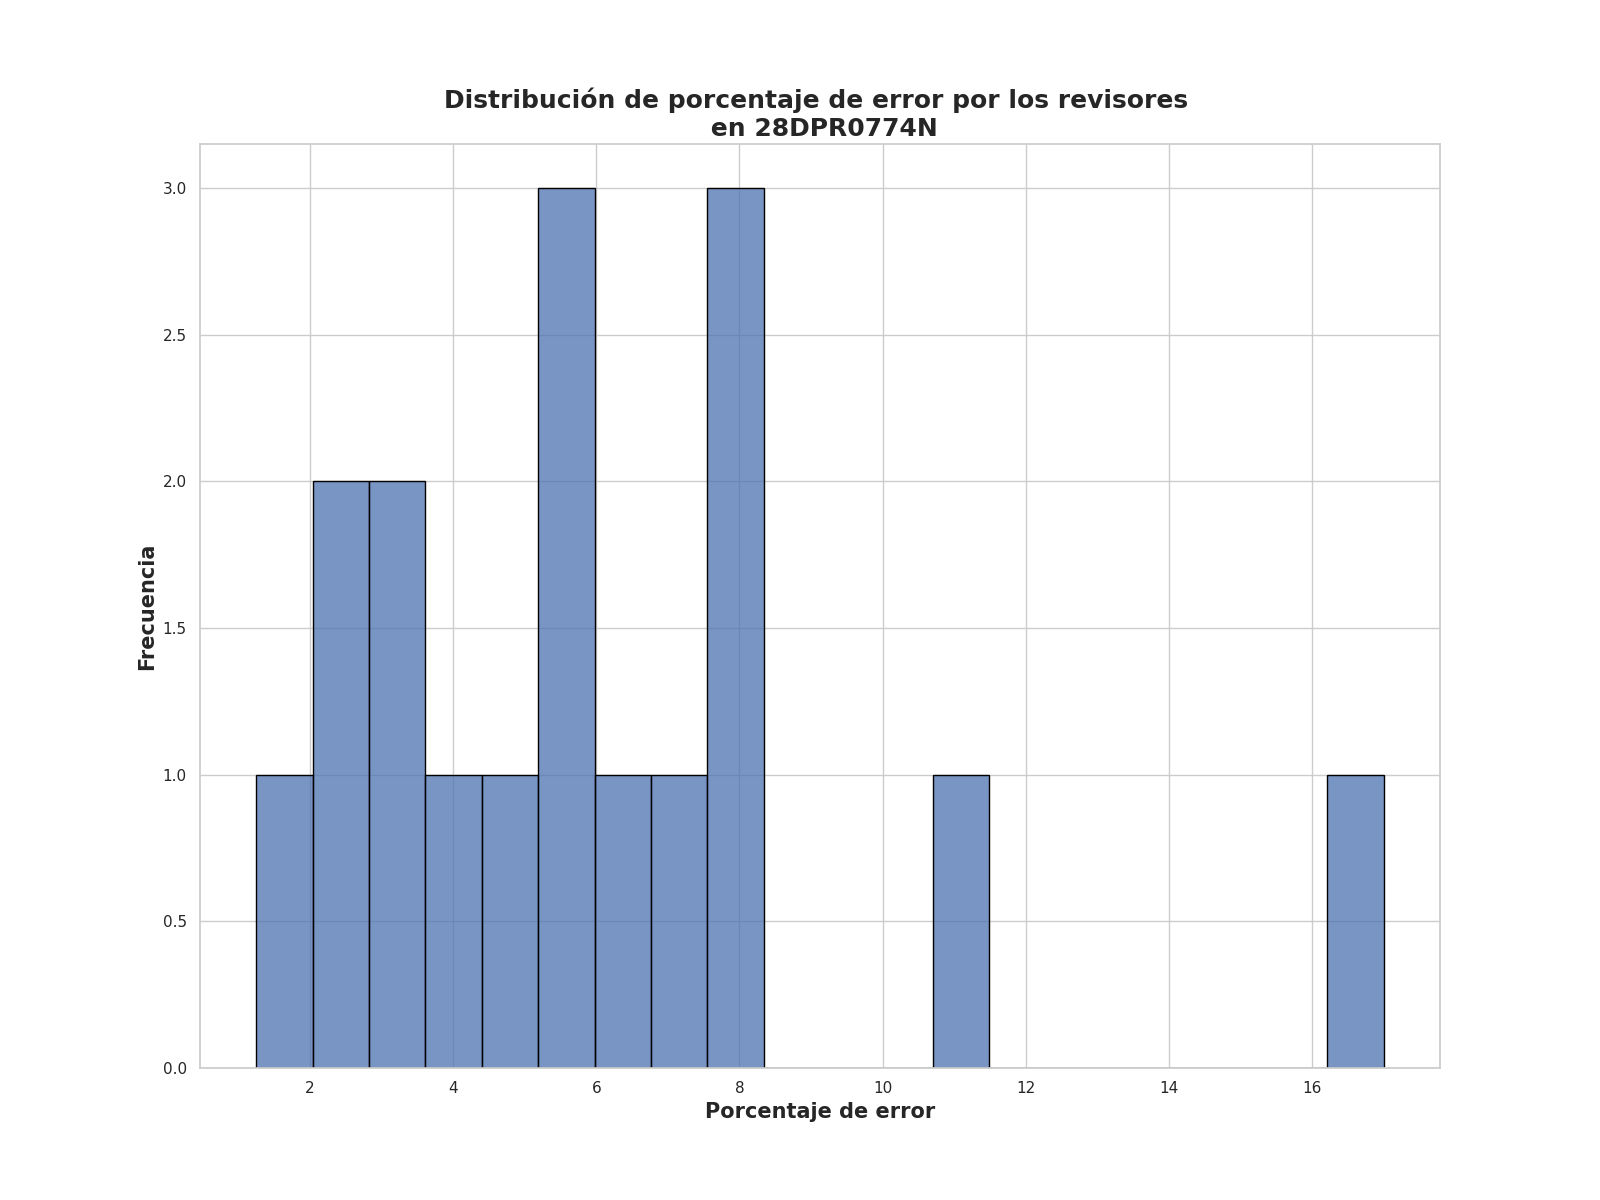 Distribución de porcentaje de error por los revisores
en 28DPR0774N
3.0
2.5
2.0
1.5
1.0
0.5
0.0
Frecuencia
2 4 6 8 10 12 14 16
Porcentaje de error